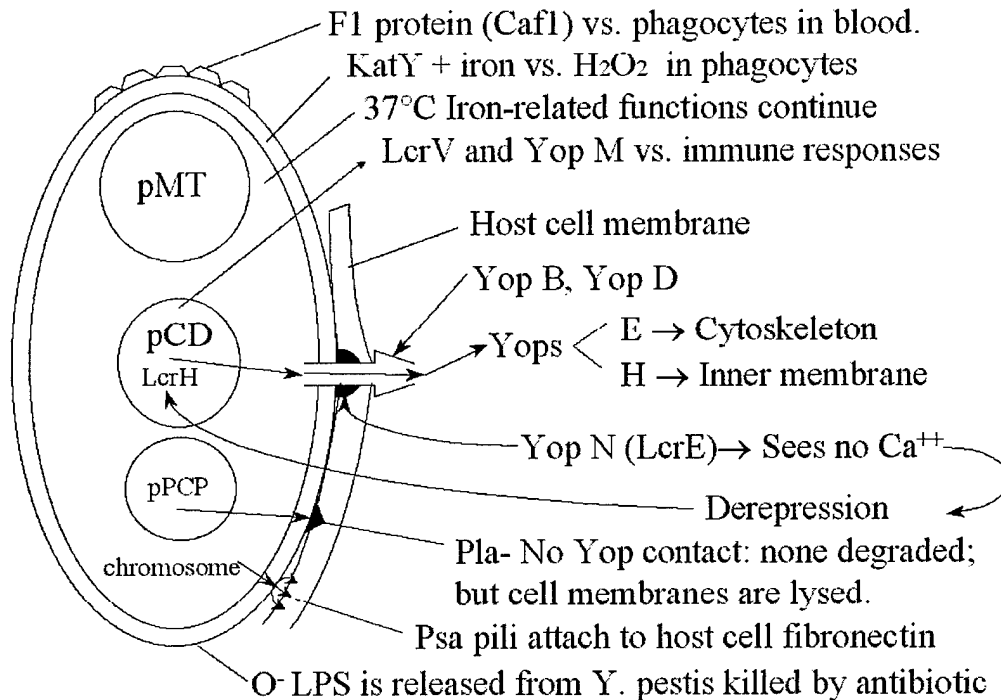 F1 protein (Caf1) vs. phagocytes in blood.
KatY + iron vs. H₂O₂ in phagocytes
37°C Iron-related functions continue
LcrV and Yop M vs. immune responses
pMT
Host cell membrane
Yop B, Yop D
pCD
LcrH
Yops
E → Cytoskeleton
H → Inner membrane
Yop N (LcrE)→ Sees no Ca⁺⁺
pPCP
Derepression
Pla- No Yop contact: none degraded;
but cell membranes are lysed.
chromosome
Psa pili attach to host cell fibronectin
O⁻ LPS is released from Y. pestis killed by antibiotic